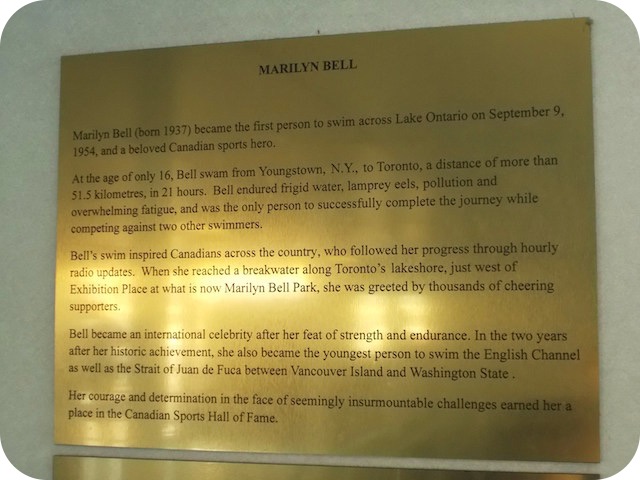 MARILYN BELL
Marilyn Bell (born 1937) became the first person to swim across Lake Ontario on September 9,
1954, and a beloved Canadian sports hero.
At the age of only 16, Bell swam from Youngstown, N.Y., to Toronto, a distance of more than
51.5 kilometres, in 21 hours. Bell endured frigid water, lamprey eels, pollution and
overwhelming fatigue, and was the only person to successfully complete the journey while
competing against two other swimmers.
Bell's swim inspired Canadians across the country, who followed her progress through hourly
radio updates. When she reached a breakwater along Toronto's lakeshore, just west of
Exhibition Place at what is now Marilyn Bell Park, she was greeted by thousands of cheering
supporters.
Bell became an international celebrity after her feat of strength and endurance. In the two years
after her historic achievement, she also became the youngest person to swim the English Channel
as well as the Strait of Juan de Fuca between Vancouver Island and Washington State .
Her courage and determination in the face of seemingly insurmountable challenges earned her a
place in the Canadian Sports Hall of Fame.